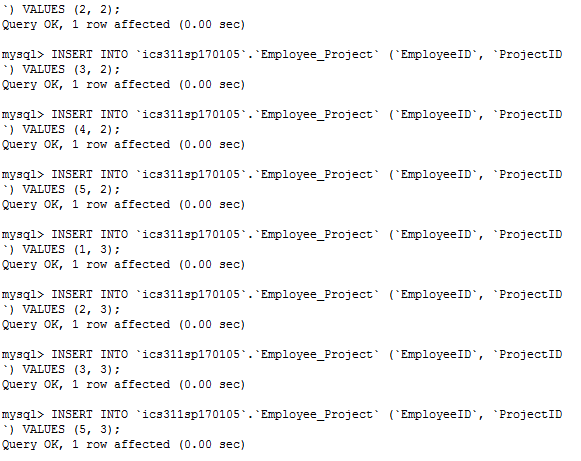 `) VALUES (2, 2);
Query OK, 1 row affected (0.00 sec)
mysql> INSERT INTO `ics311sp170105`.`Employee_Project` (`EmployeeID`, `ProjectID
`) VALUES (3, 2);
Query OK, 1 row affected (0.00 sec)
mysql> INSERT INTO `ics311sp170105`.`Employee_Project` (`EmployeeID`, `ProjectID
`) VALUES (4, 2);
Query OK, 1 row affected (0.00 sec)
mysql> INSERT INTO `ics311sp170105`.`Employee_Project` (`EmployeeID`, `ProjectID
`) VALUES (5, 2);
Query OK, 1 row affected (0.00 sec)
mysql> INSERT INTO `ics311sp170105`.`Employee_Project` (`EmployeeID`, `ProjectID
`) VALUES (1, 3);
Query OK, 1 row affected (0.00 sec)
mysql> INSERT INTO `ics311sp170105`.`Employee_Project` (`EmployeeID`, `ProjectID
`) VALUES (2, 3);
Query OK, 1 row affected (0.00 sec)
mysql> INSERT INTO `ics311sp170105`.`Employee_Project` (`EmployeeID`, `ProjectID
`) VALUES (3, 3);
Query OK, 1 row affected (0.00 sec)
mysql> INSERT INTO `ics311sp170105`.`Employee_Project` (`EmployeeID`, `ProjectID
`) VALUES (5, 3);
Query OK, 1 row affected (0.00 sec)